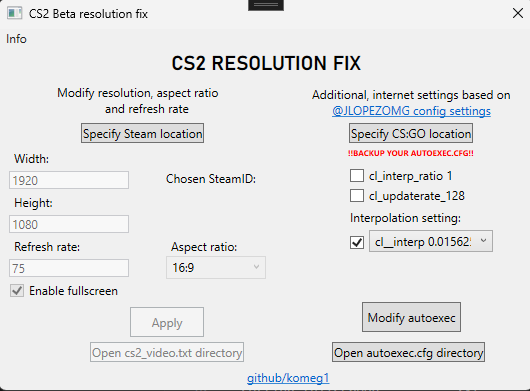 CS2 Beta resolution fix
Info
CS2 RESOLUTION FIX
Modify resolution, aspect ratio
and refresh rate
Specify Steam location
Width:
1920
Chosen SteamID:
Height:
1080
Refresh rate:
75
Aspect ratio:
16:9
Enable fullscreen
Apply
Open cs2_video.txt directory
Additional, internet settings based on
@JLOPEZOMG config settings
Specify CS:GO location
!!BACKUP YOUR AUTOEXEC.CFG!!
cl_interp_ratio 1
cl_updaterate_128
Interpolation setting:
cl__interp 0.015625
Modify autoexec
Open autoexec.cfg directory
github/komeg1